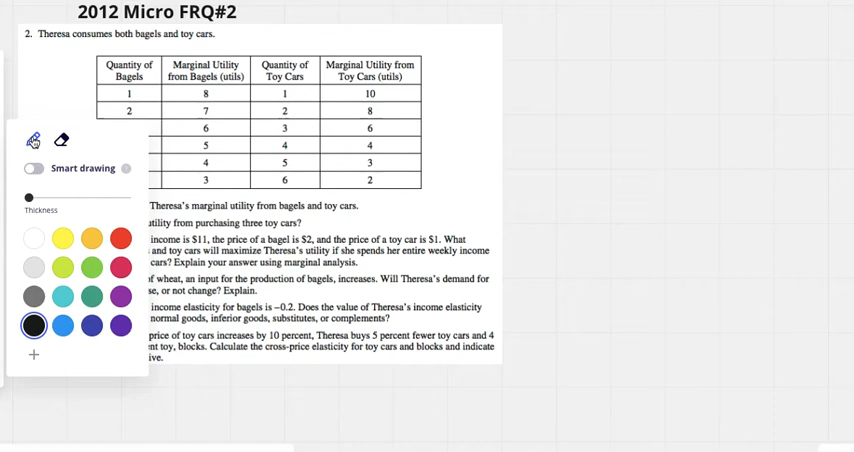 2012 Micro FRQ#2
2. Theresa consumes both bagels and toy cars.
Quantity of Bagels Marginal Utility from Bagels (utils) Quantity of Toy Cars Marginal Utility from Toy Cars (utils)
1 8 1 10
2 7 2 8
6 3 6
5 4 4
4 5 3
3 6 2
Smart drawing
Thickness
Theresa's marginal utility from bagels and toy cars.
utility from purchasing three toy cars?
income is $11, the price of a bagel is $2, and the price of a toy car is $1. What
and toy cars will maximize Theresa's utility if she spends her entire weekly income
cars? Explain your answer using marginal analysis.
of wheat, an input for the production of bagels, increases. Will Theresa's demand for
se, or not change? Explain.
income elasticity for bagels is –0.2. Does the value of Theresa's income elasticity
normal goods, inferior goods, substitutes, or complements?
price of toy cars increases by 10 percent, Theresa buys 5 percent fewer toy cars and 4
nt toy, blocks. Calculate the cross-price elasticity for toy cars and blocks and indicate
ive.